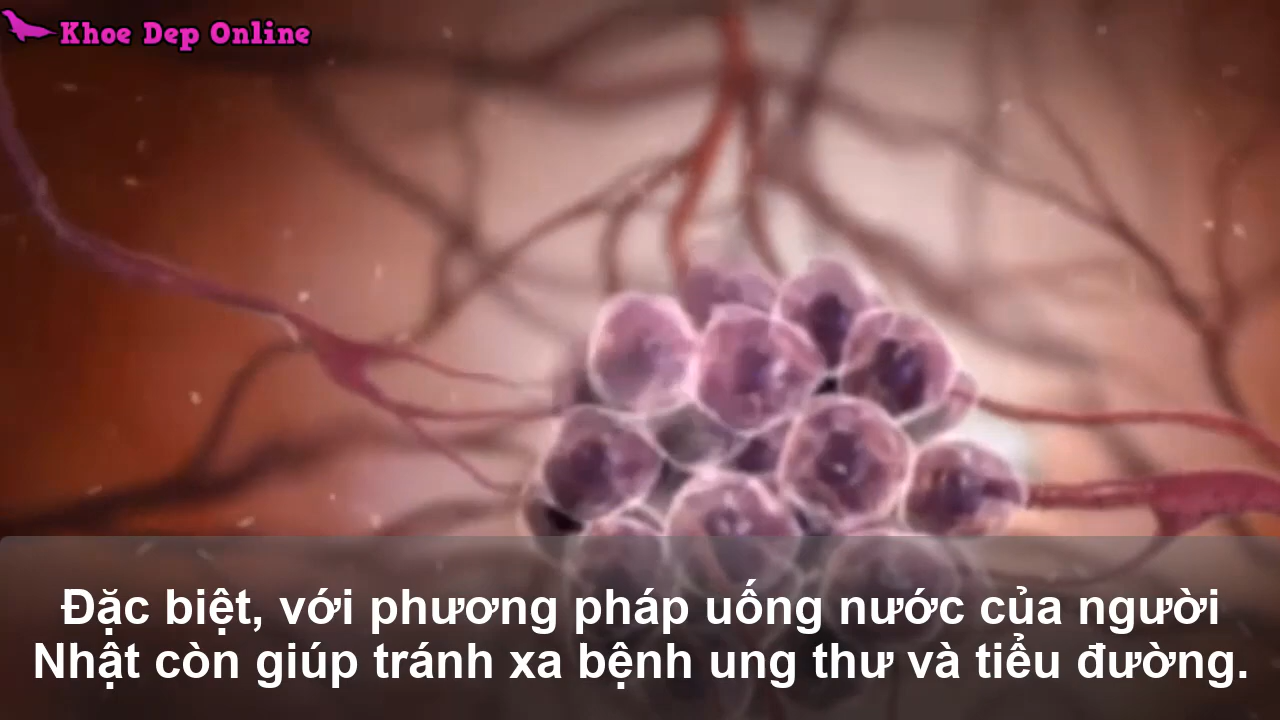 Khoe Dep Online
Đặc biệt, với phương pháp uống nước của người
Nhật còn giúp tránh xa bệnh ung thư và tiểu đường.